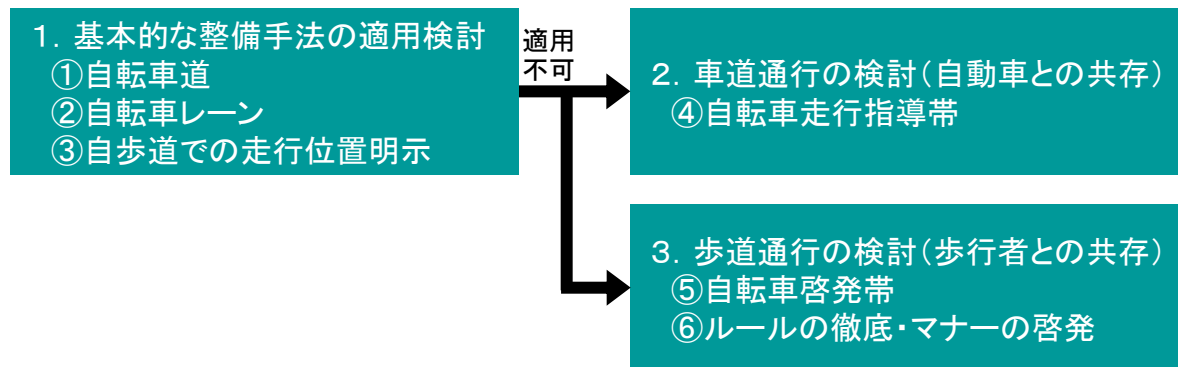 １．基本的な整備手法の適用検討
①自転車道
②自転車レーン
③自歩道での走行位置明示
適用
不可
２．車道通行の検討（自動車との共存）
④自転車走行指導帯
３．歩道通行の検討（歩行者との共存）
⑤自転車啓発帯
⑥ルールの徹底・マナーの啓発